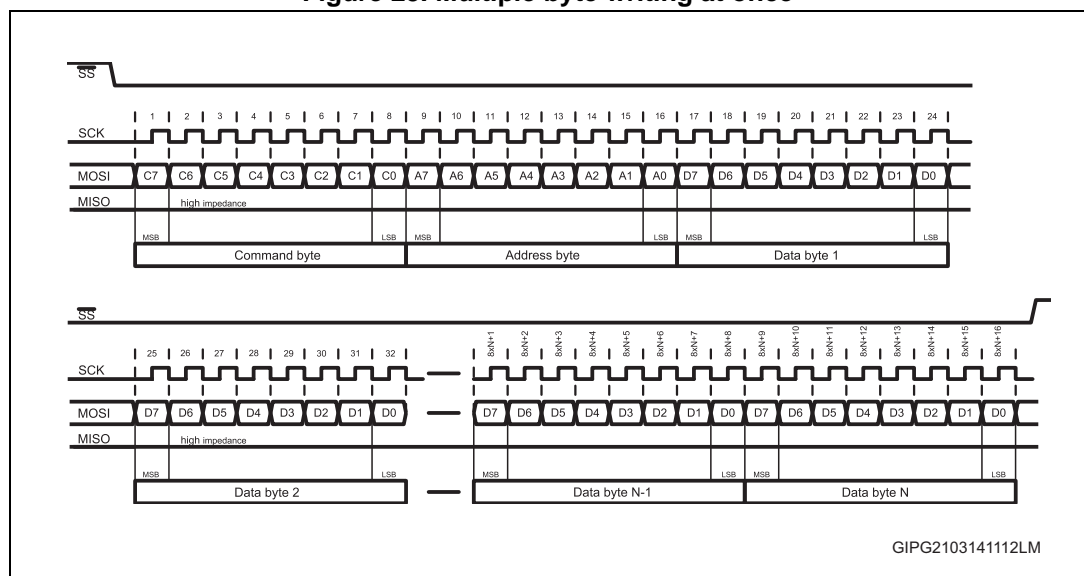 SS
1 2 3 4 5 6 7 8 9 10 11 12 13 14 15 16 17 18 19 20 21 22 23 24
SCK
MOSI C7 C6 C5 C4 C3 C2 C1 C0 A7 A6 A5 A4 A3 A2 A1 A0 D7 D6 D5 D4 D3 D2 D1 D0
MISO high impedance
MSB LSB MSB LSB MSB LSB
Command byte Address byte Data byte 1
SS
25 26 27 28 29 30 31 32 8xN+1 8xN+2 8xN+3 8xN+4 8xN+5 8xN+6 8xN+7 8xN+8 8xN+9 8xN+10 8xN+11 8xN+12 8xN+13 8xN+14 8xN+15 8xN+16
SCK
MOSI D7 D6 D5 D4 D3 D2 D1 D0 D7 D6 D5 D4 D3 D2 D1 D0 D7 D6 D5 D4 D3 D2 D1 D0
MISO high impedance
MSB LSB MSB LSB MSB LSB
Data byte 2 Data byte N-1 Data byte N
GIPG2103141112LM